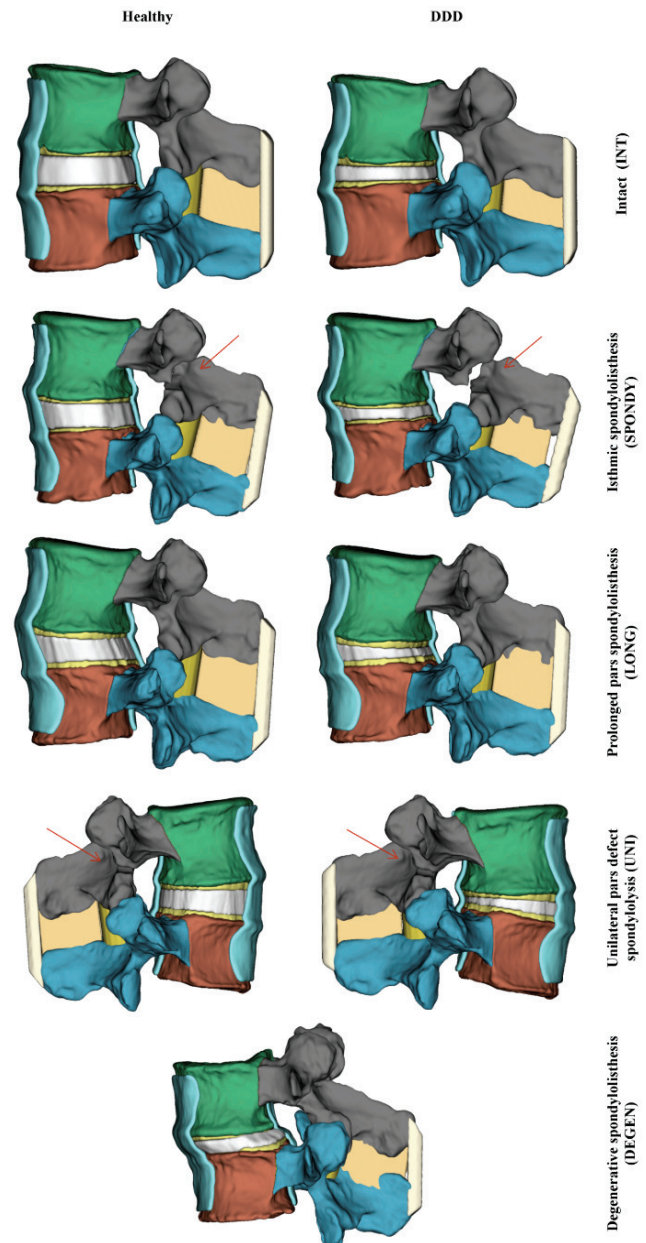 Healthy
DDD
Intact (INT)
Isthmic spondylolisthesis
(SPONDY)
Prolonged pars spondylolisthesis
(LONG)
Unilateral pars defect
spondylolysis (UNI)
Degenerative spondylolisthesis
(DEGEN)